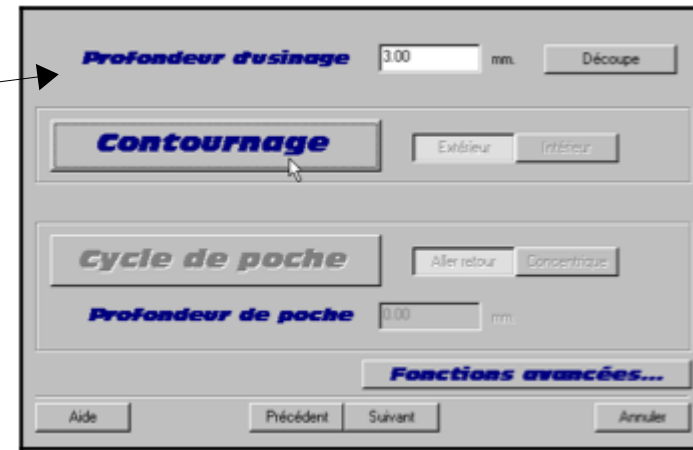 Profondeur d'usinage 3.00 mm. Découpe
Contournage Extérieur Intérieur
Cycle de poche Aller retour Concentrique
Profondeur de poche 0.00 mm.
Fonctions avancées...
Aide Précédent Suivant Annuler